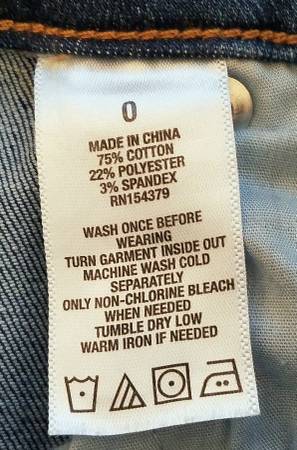 0
MADE IN CHINA
75% COTTON
22% POLYESTER
3% SPANDEX
RN154379
WASH ONCE BEFORE
WEARING
TURN GARMENT INSIDE OUT
MACHINE WASH COLD
SEPARATELY
ONLY NON-CHLORINE BLEACH
WHEN NEEDED
TUMBLE DRY LOW
WARM IRON IF NEEDED